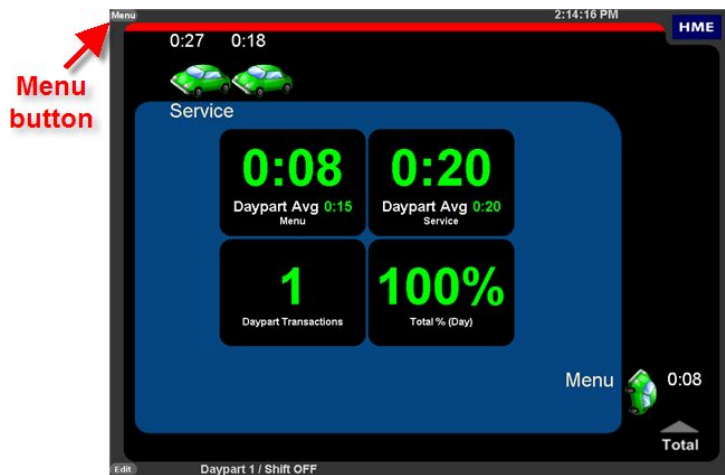 Menu
2:14:16 PM
HME
0:27 0:18
Menu
button
Service
0:08 0:20
Daypart Avg 0:15 Daypart Avg 0:20
Menu Service
1 100%
Daypart Transactions Total % (Day)
Menu 0:08
Total
Edit Daypart 1 / Shift OFF